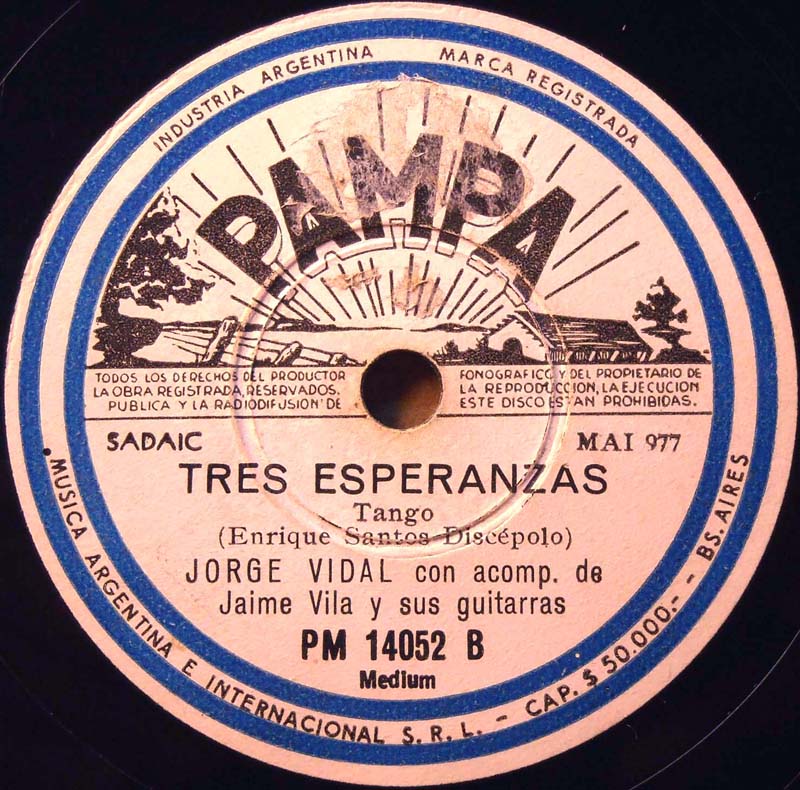 INDUSTRIA ARGENTINA
MARCA REGISTRADA
PAMPA
TODOS LOS DERECHOS DEL PRODUCTOR FONOGRAFICO Y DEL PROPIETARIO DE
LA OBRA REGISTRADA, RESERVADOS. LA REPRODUCCION, LA EJECUCION
PUBLICA Y LA RADIODIFUSION DE ESTE DISCO ESTAN PROHIBIDAS.
SADAIC MAI 977
TRES ESPERANZAS
Tango
(Enrique Santos Discépolo)
JORGE VIDAL con acomp. de
Jaime Vila y sus guitarras
PM 14052 B
Medium
MUSICA ARGENTINA E INTERNACIONAL S. R. L. - CAP. $ 50.000.- - BS. AIRES